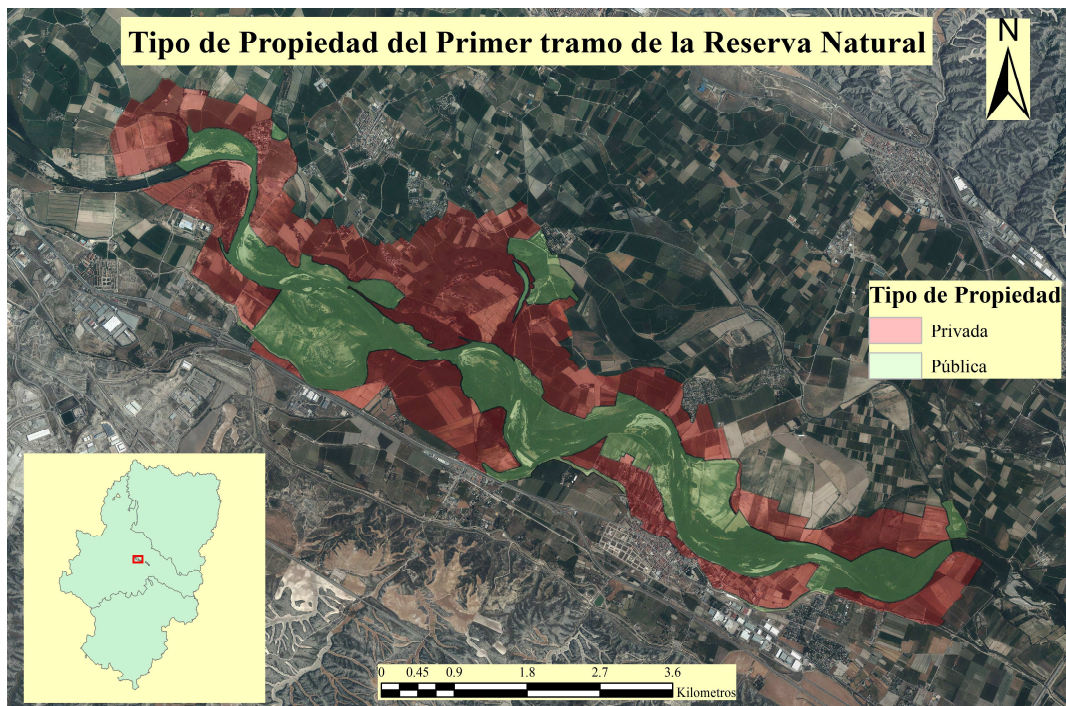 Tipo de Propiedad del Primer tramo de la Reserva Natural
N
Tipo de Propiedad
Privada
Pública
0 0.45 0.9 1.8 2.7 3.6
Kilometros